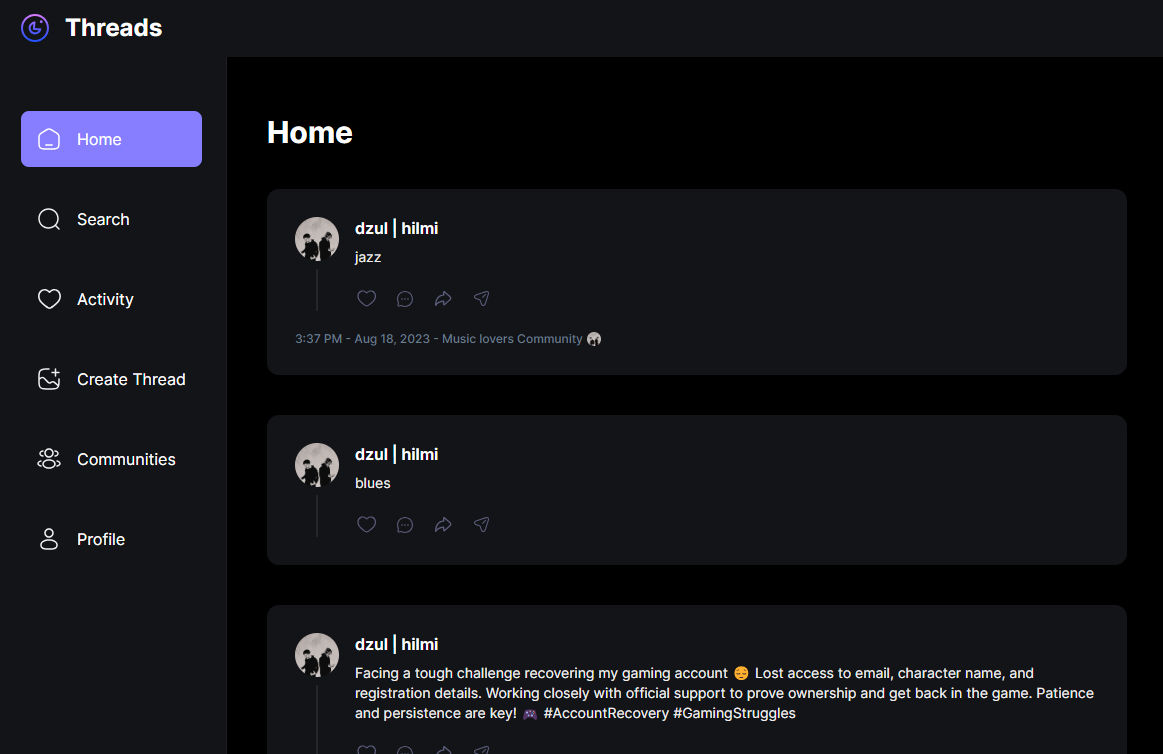 Threads
Home
Search
Activity
Create Thread
Communities
Profile
Home
dzul | hilmi
jazz
3:37 PM - Aug 18, 2023 - Music lovers Community
dzul | hilmi
blues
dzul | hilmi
Facing a tough challenge recovering my gaming account 😔 Lost access to email, character name, and
registration details. Working closely with official support to prove ownership and get back in the game. Patience
and persistence are key! 🎮 #AccountRecovery #GamingStruggles